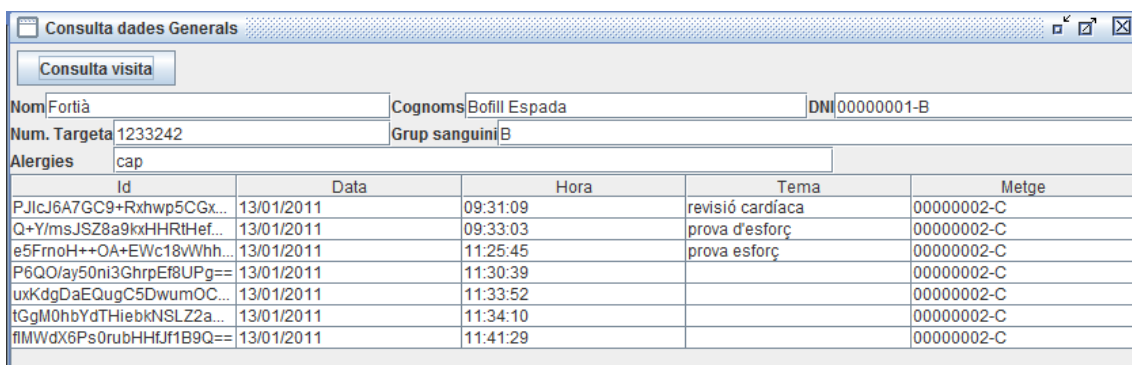 Consulta dades Generals
Consulta visita
Nom Fortià Cognoms Bofill Espada DNI 00000001-B
Num. Targeta 1233242 Grup sanguini B
Alergies cap
Id Data Hora Tema Metge
PJIcJ6A7GC9+Rxhwp5CGx... 13/01/2011 09:31:09 revisió cardíaca 00000002-C
Q+Y/msJSZ8a9kxHHRtHef... 13/01/2011 09:33:03 prova d'esforç 00000002-C
e5FrnoH++OA+EWc18vWhh... 13/01/2011 11:25:45 prova esforç 00000002-C
P6QO/ay50ni3GhrpEf8UPg== 13/01/2011 11:30:39 00000002-C
uxKdgDaEQugC5DwumOC... 13/01/2011 11:33:52 00000002-C
tGgM0hbYdTHiebkNSLZ2a... 13/01/2011 11:34:10 00000002-C
flMWdX6Ps0rubHHfJf1B9Q== 13/01/2011 11:41:29 00000002-C